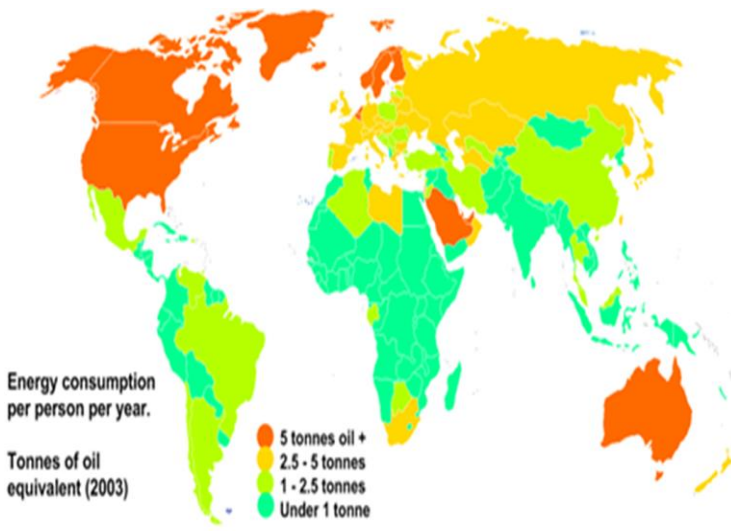 Energy consumption
per person per year.
Tonnes of oil
equivalent (2003)
5 tonnes oil +
2.5 - 5 tonnes
1 - 2.5 tonnes
Under 1 tonne